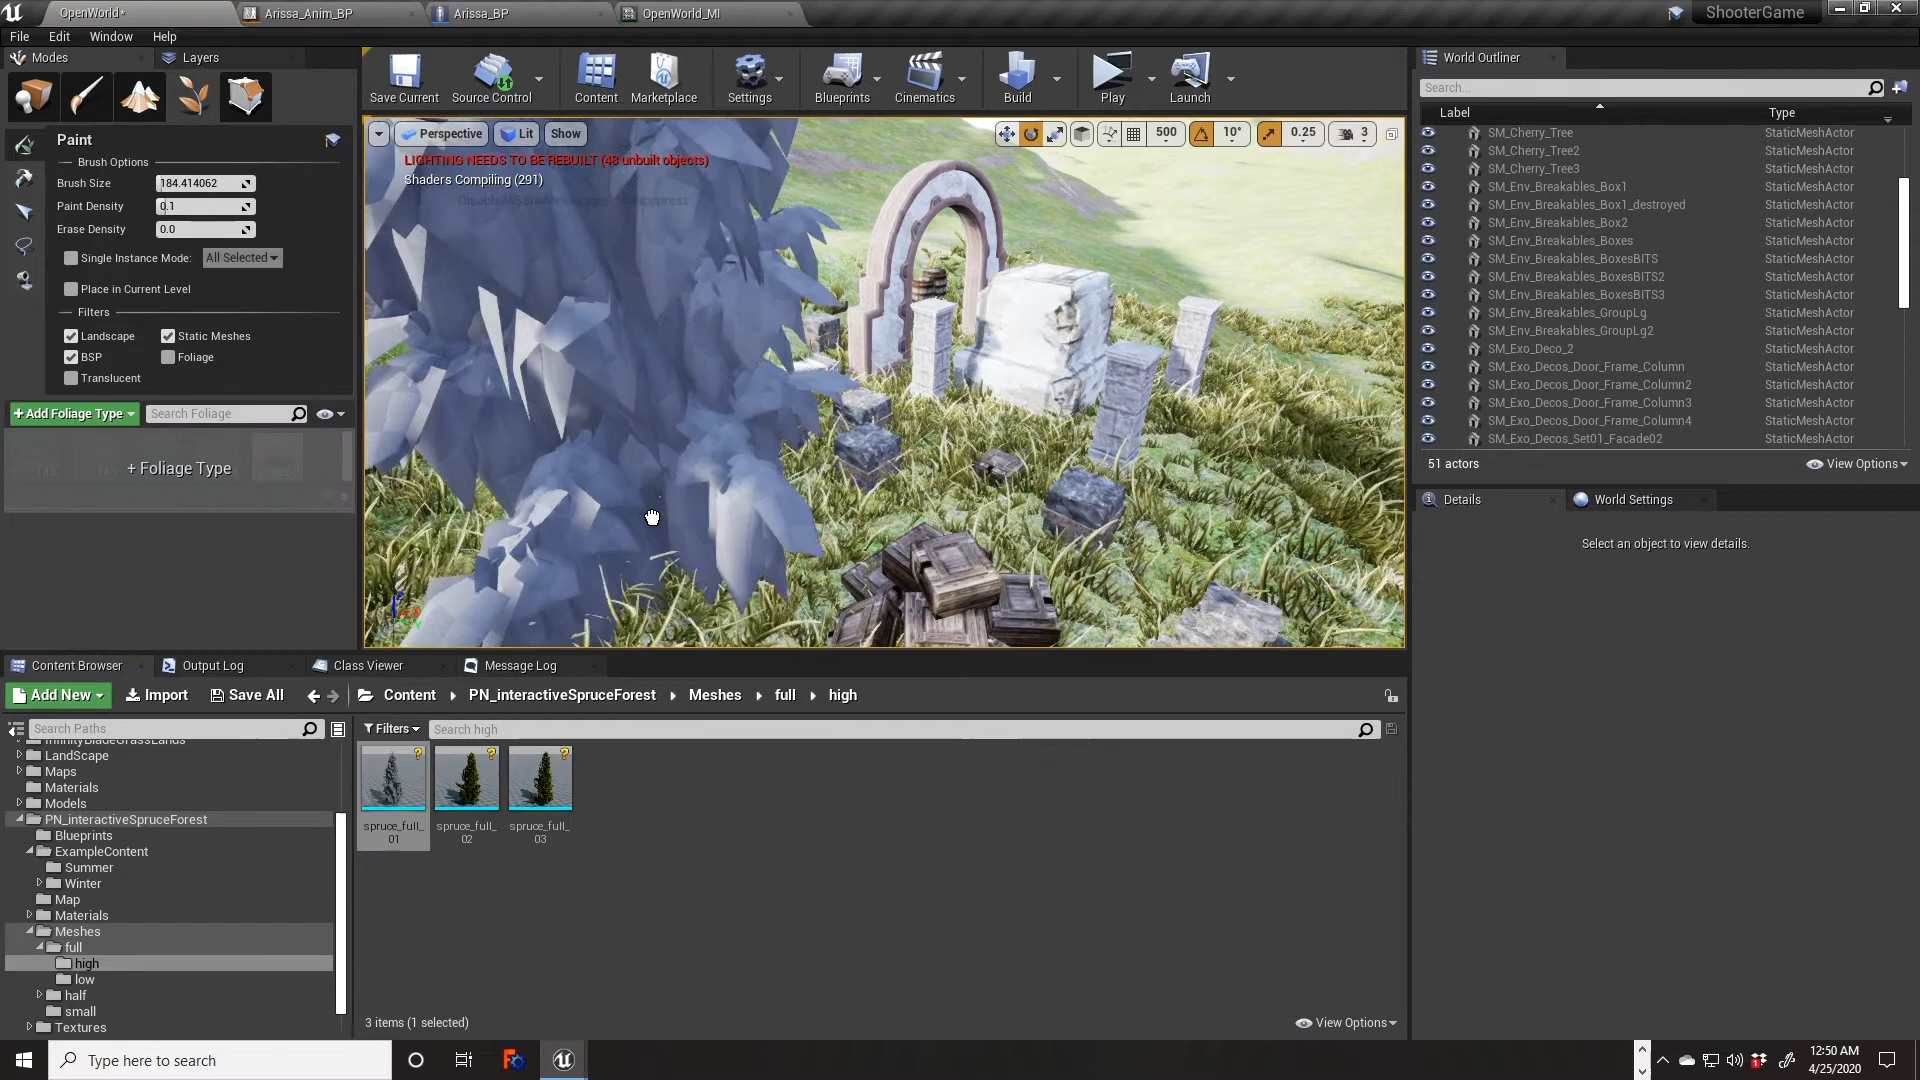 OpenWorld*
Arissa_Anim_BP
Arissa_BP
OpenWorld_MI
ShooterGame
File Edit Window Help
Modes
Layers
Save Current
Source Control
Content
Marketplace
Settings
Blueprints
Cinematics
Build
Play
Launch
Paint
Brush Options
Brush Size 184.414062
Paint Density 0.1
Erase Density 0.0
Single Instance Mode: All Selected
Place in Current Level
Filters
Landscape Static Meshes
BSP Foliage
Translucent
+Add Foliage Type
Search Foliage
+ Foliage Type
Perspective Lit Show
500 10° 0.25 3
LIGHTING NEEDS TO BE REBUILT (48 unbuilt objects)
Shaders Compiling (291)
World Outliner
Search...
Label Type
SM_Cherry_Tree StaticMeshActor
SM_Cherry_Tree2 StaticMeshActor
SM_Cherry_Tree3 StaticMeshActor
SM_Env_Breakables_Box1 StaticMeshActor
SM_Env_Breakables_Box1_destroyed StaticMeshActor
SM_Env_Breakables_Box2 StaticMeshActor
SM_Env_Breakables_Boxes StaticMeshActor
SM_Env_Breakables_BoxesBITS StaticMeshActor
SM_Env_Breakables_BoxesBITS2 StaticMeshActor
SM_Env_Breakables_BoxesBITS3 StaticMeshActor
SM_Env_Breakables_GroupLg StaticMeshActor
SM_Env_Breakables_GroupLg2 StaticMeshActor
SM_Exo_Deco_2 StaticMeshActor
SM_Exo_Decos_Door_Frame_Column StaticMeshActor
SM_Exo_Decos_Door_Frame_Column2 StaticMeshActor
SM_Exo_Decos_Door_Frame_Column3 StaticMeshActor
SM_Exo_Decos_Door_Frame_Column4 StaticMeshActor
SM_Exo_Decos_Set01_Facade02 StaticMeshActor
51 actors
View Options
Details
World Settings
Select an object to view details.
Content Browser
Output Log
Class Viewer
Message Log
Add New
Import
Save All
Content
PN_interactiveSpruceForest
Meshes
full
high
Search Paths
Filters
Search high
InfinityBladeGrassLands
LandScape
Maps
Materials
Models
PN_interactiveSpruceForest
Blueprints
ExampleContent
Summer
Winter
Map
Materials
Meshes
full
high
low
half
small
Textures
spruce_full_
01
spruce_full_
02
spruce_full_
03
3 items (1 selected)
View Options
Type here to search
12:50 AM
4/25/2020